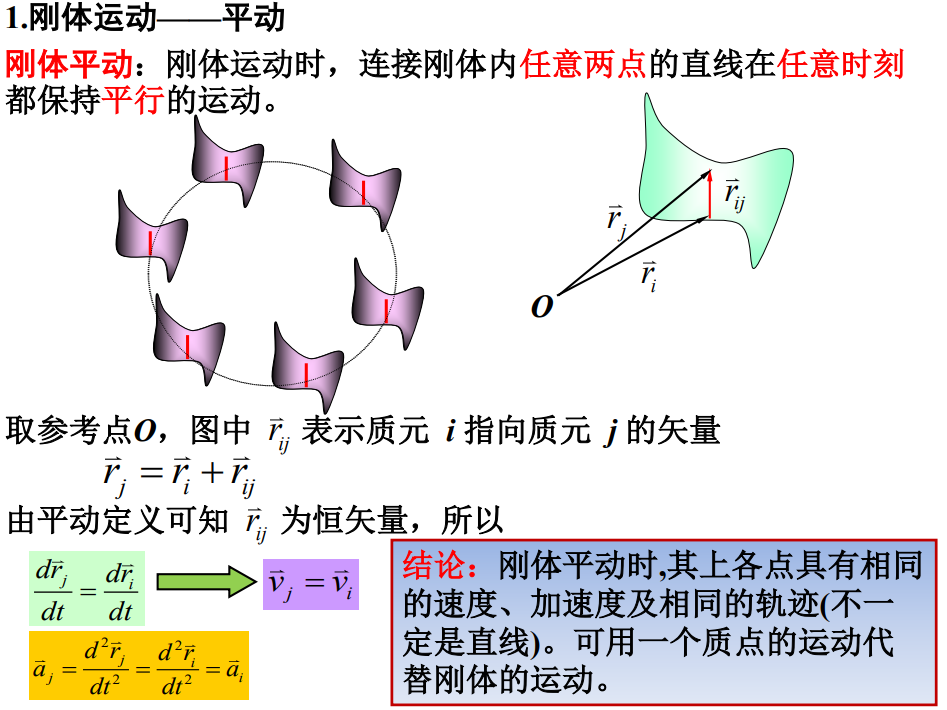 1.刚体运动——平动
刚体平动：刚体运动时，连接刚体内任意两点的直线在任意时刻
都保持平行的运动。
$\vec{r}_{ij}$
$\vec{r}_j$
$\vec{r}_i$
O
取参考点O，图中 $\vec{r}_{ij}$ 表示质元 i 指向质元 j 的矢量
$\vec{r}_j = \vec{r}_i + \vec{r}_{ij}$
由平动定义可知 $\vec{r}_{ij}$ 为恒矢量，所以
$\frac{d\vec{r}_j}{dt} = \frac{d\vec{r}_i}{dt}$
$\vec{v}_j = \vec{v}_i$
$\vec{a}_j = \frac{d^2\vec{r}_j}{dt^2} = \frac{d^2\vec{r}_i}{dt^2} = \vec{a}_i$
结论：刚体平动时,其上各点具有相同
的速度、加速度及相同的轨迹(不一
定是直线)。可用一个质点的运动代
替刚体的运动。